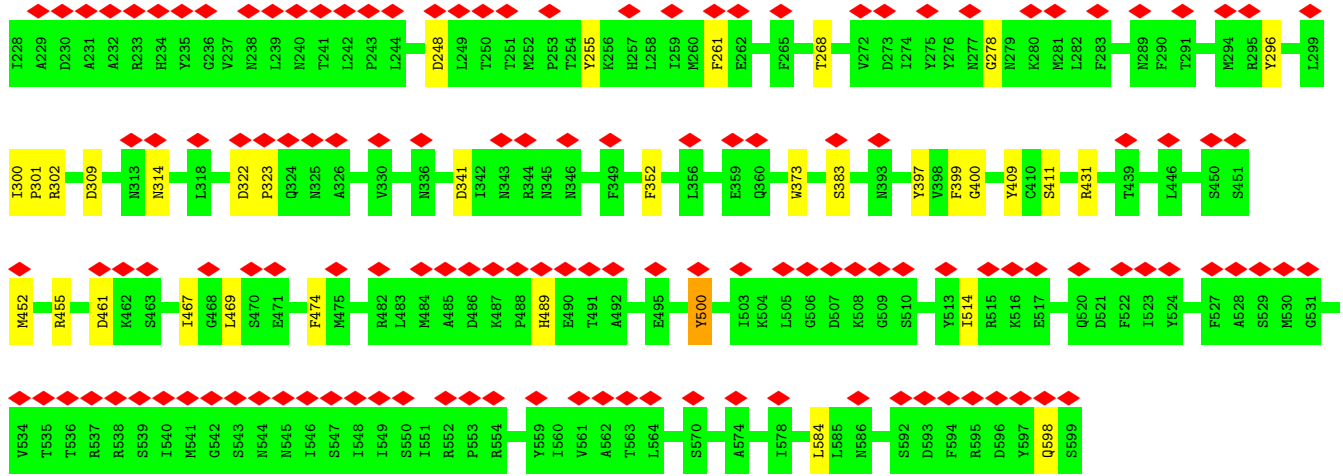 I228 A229 D230 A231 A232 R233 H234 Y235 G236 V237 N238 L239 N240 T241 L242 P243 L244 D248 L249 T250 T251 M252 P253 T254 Y255 K256 H257 L258 I259 M260 F261 E262 F265 T268 V272 D273 I274 Y275 Y276 N277 G278 N279 K280 M281 L282 F283 N289 F290 T291 M294 R295 Y296 L299
I300 P301 R302 D309 N313 N314 L318 D322 P323 Q324 N325 A326 V330 N336 D341 I342 N343 R344 N345 N346 F349 F352 L356 E359 Q360 W373 S383 N393 Y397 V398 F399 G400 Y409 C410 S411 R431 T439 L446 S450 S451
M452 R455 D461 K462 S463 I467 G468 L469 S470 E471 F474 M475 R482 L483 M484 A485 D486 K487 P488 H489 E490 T491 A492 E495 Y500 I503 K504 L505 G506 D507 K508 G509 S510 Y513 I514 R515 K516 E517 Q520 D521 F522 I523 Y524 F527 A528 S529 M530 G531
V534 T535 T536 R537 R538 S539 I540 M541 G542 S543 N544 N545 I546 S547 I548 I549 S550 I551 R552 P553 R554 Y559 I560 V561 A562 T563 L564 S570 A574 I578 L584 L585 N586 S592 D593 F594 R595 D596 Y597 Q598 S599